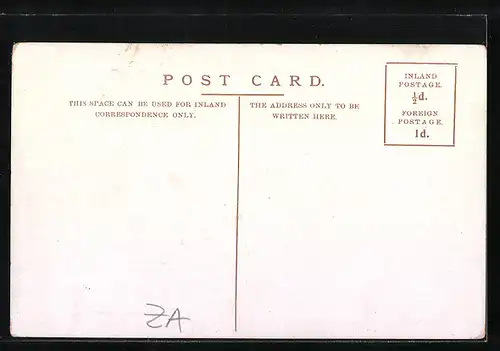 POST CARD.
THIS SPACE CAN BE USED FOR INLAND
CORRESPONDENCE ONLY.
THE ADDRESS ONLY TO BE
WRITTEN HERE.
INLAND
POSTAGE.
½d.
FOREIGN
POSTAGE.
1d.
ZA